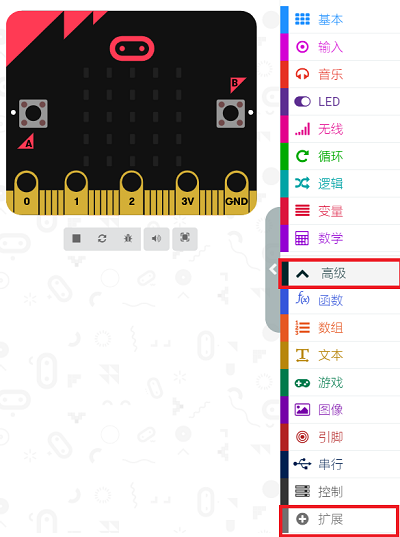 B
A
0 1 2 3V GND
基本
输入
音乐
LED
无线
循环
逻辑
变量
数学
高级
f(x) 函数
数组
T 文本
游戏
图像
引脚
串行
控制
扩展